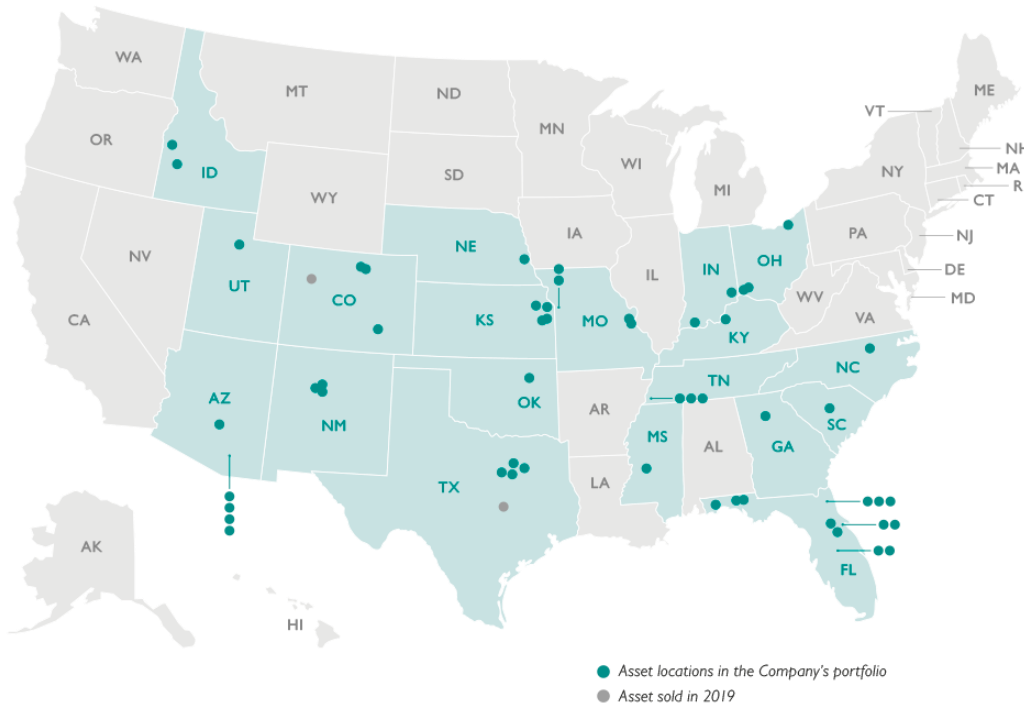 WA
MT
ND
MN
ME
VT
OR
ID
SD
WI
MI
NY
NH
MA
R
CT
WY
NE
IA
PA
NJ
NV
UT
CO
IL
IN
OH
DE
WV
MD
CA
KS
MO
KY
VA
AZ
NM
OK
AR
TN
NC
SC
MS
AL
GA
TX
LA
AK
FL
HI
Asset locations in the Company's portfolio
Asset sold in 2019